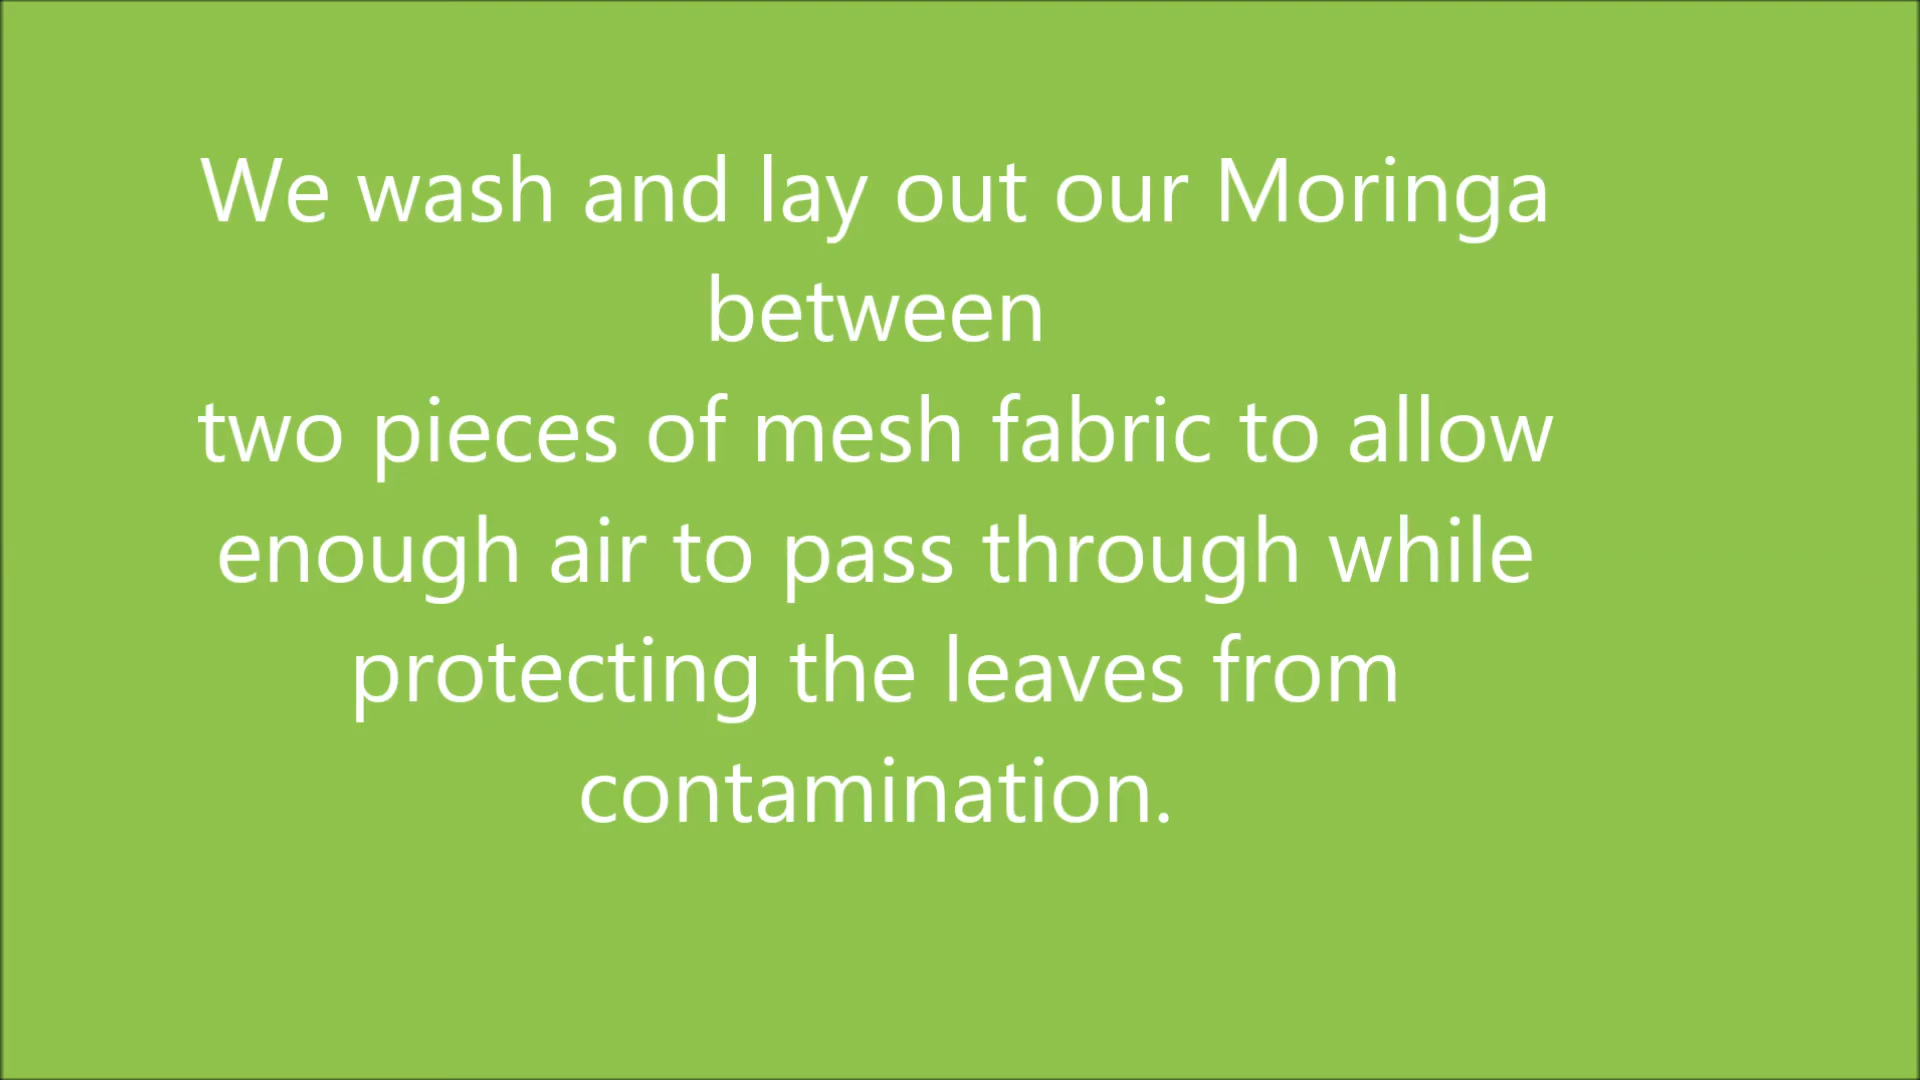 We wash and lay out our Moringa
between
two pieces of mesh fabric to allow
enough air to pass through while
protecting the leaves from
contamination.